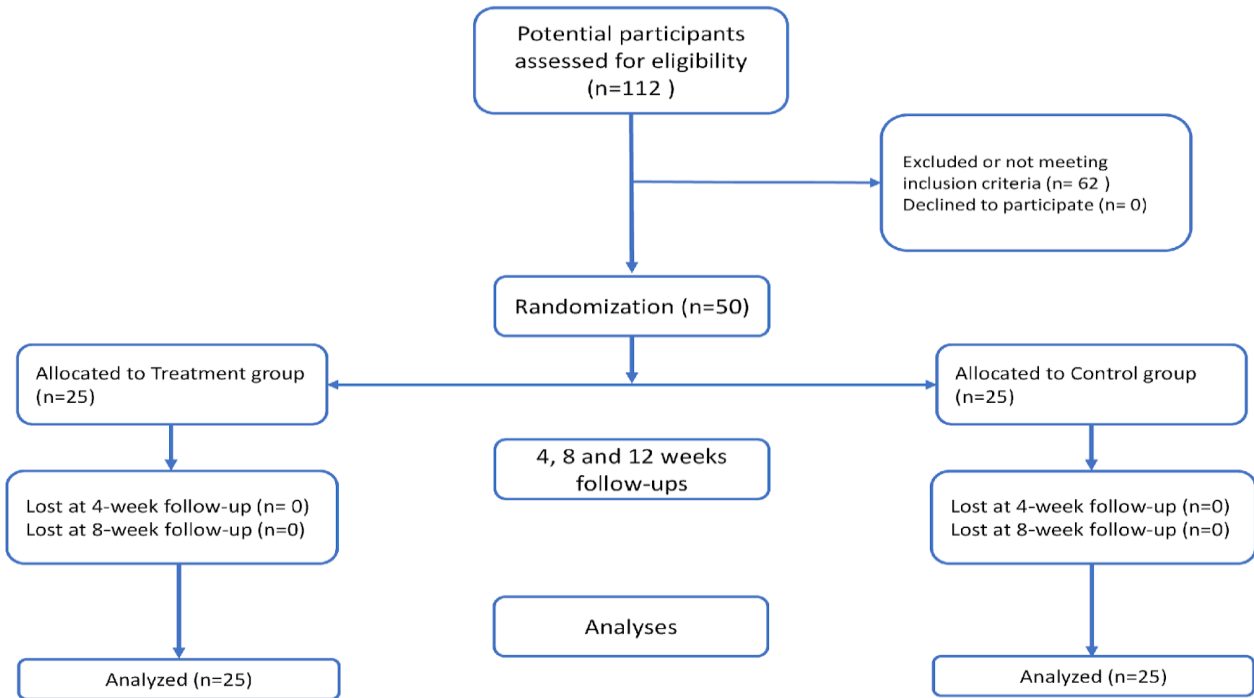 Potential participants
assessed for eligibility
(n=112 )
Excluded or not meeting
inclusion criteria (n= 62 )
Declined to participate (n= 0)
Randomization (n=50)
Allocated to Treatment group
(n=25)
Allocated to Control group
(n=25)
4, 8 and 12 weeks
follow-ups
Lost at 4-week follow-up (n= 0)
Lost at 8-week follow-up (n=0)
Lost at 4-week follow-up (n=0)
Lost at 8-week follow-up (n=0)
Analyses
Analyzed (n=25)
Analyzed (n=25)